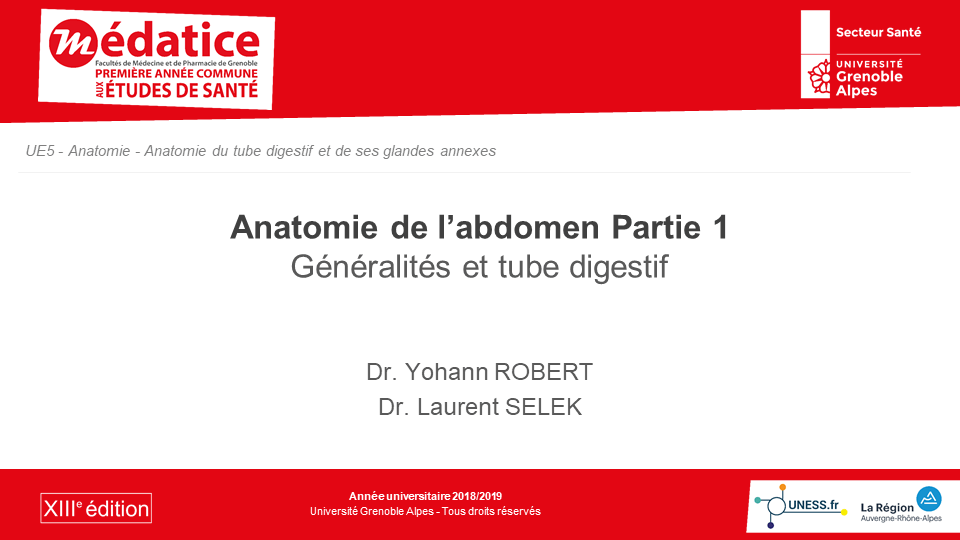 médatice
Facultés de Médecine et de Pharmacie de Grenoble
PREMIÈRE ANNÉE COMMUNE
AUX ÉTUDES DE SANTÉ
Secteur Santé
UNIVERSITÉ
Grenoble
Alpes
UE5 - Anatomie - Anatomie du tube digestif et de ses glandes annexes
Anatomie de l’abdomen Partie 1
Généralités et tube digestif
Dr. Yohann ROBERT
Dr. Laurent SELEK
XIIIe édition
Année universitaire 2018/2019
Université Grenoble Alpes - Tous droits réservés
UNESS.fr
La Région
Auvergne-Rhône-Alpes